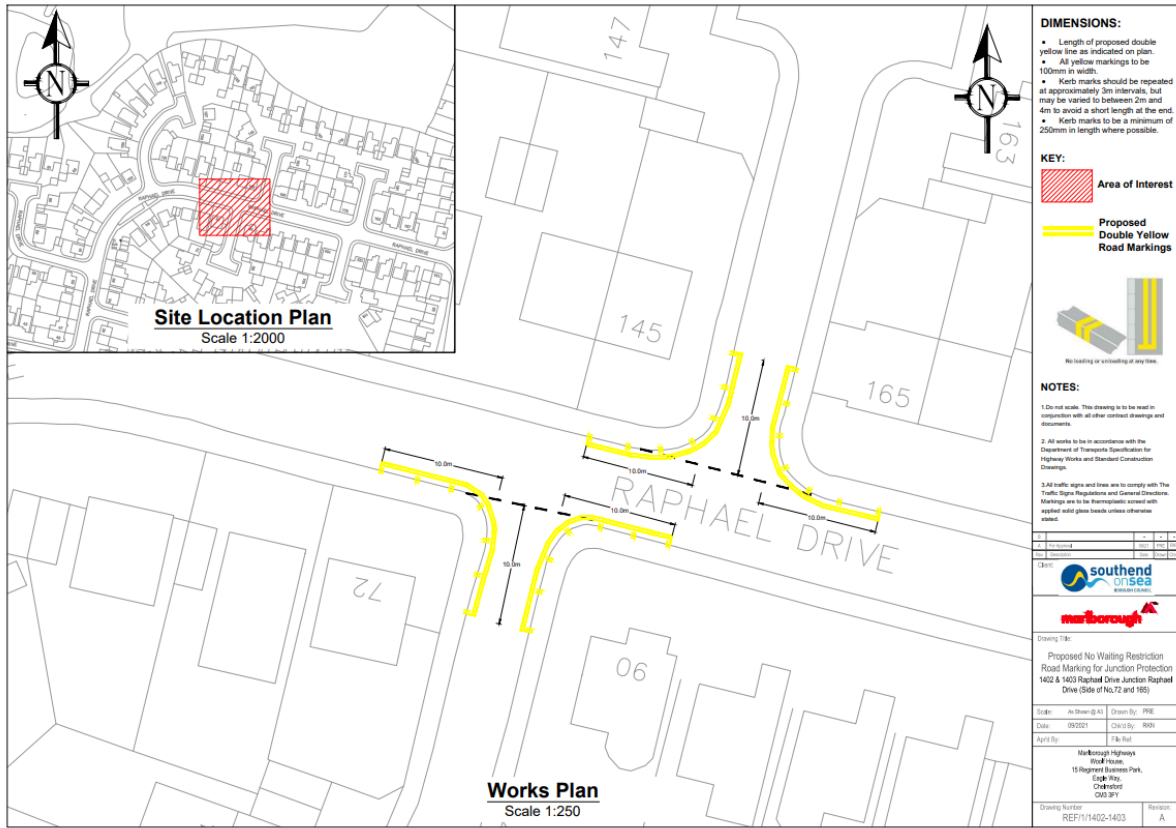 N
RAPHAEL DRIVE
RAPHAEL DRIVE
RAPHAEL DRIVE
RAPHAEL DRIVE
Site Location Plan
Scale 1:2000
147
N
163
145
165
10.0m
10.0m
10.0m
10.0m
10.0m
10.0m
RAPHAEL DRIVE
72
90
Works Plan
Scale 1:250
DIMENSIONS:
• Length of proposed double
yellow line as indicated on plan.
• All yellow markings to be
100mm in width.
• Kerb marks should be repeated
at approximately 3m intervals, but
may be varied to between 2m and
4m to avoid a short length at the end.
• Kerb marks to be a minimum of
250mm in length where possible.
KEY:
Area of Interest
Proposed
Double Yellow
Road Markings
No loading or unloading at any time.
NOTES:
1.Do not scale. This drawing is to be read in
conjunction with all other contract drawings and
documents.
2. All works to be in accordance with the
Department of Transports Specification for
Highway Works and Standard Construction
Drawings.
3.All traffic signs and lines are to comply with The
Traffic Signs Regulations and General Directions.
Markings are to be thermoplastic screed with
applied solid glass beads unless otherwise
stated.
A For Approval
Rev Description
Client:
southend
onsea
BOROUGH COUNCIL
marlborough
Drawing Title:
Proposed No Waiting Restriction
Road Marking for Junction Protection
1402 & 1403 Raphael Drive Junction Raphael
Drive (Side of No,72 and 165)
Scale: As Shown @ A3 Drawn By: PRE
Date: 09/2021 Chk'd By: RKN
Apr'd By: File Ref:
Marlborough Highways
Woolf House,
15 Regiment Business Park,
Eagle Way,
Chelmsford
CM3 3FY
Drawing Number Revision
REF/1/1402-1403 A